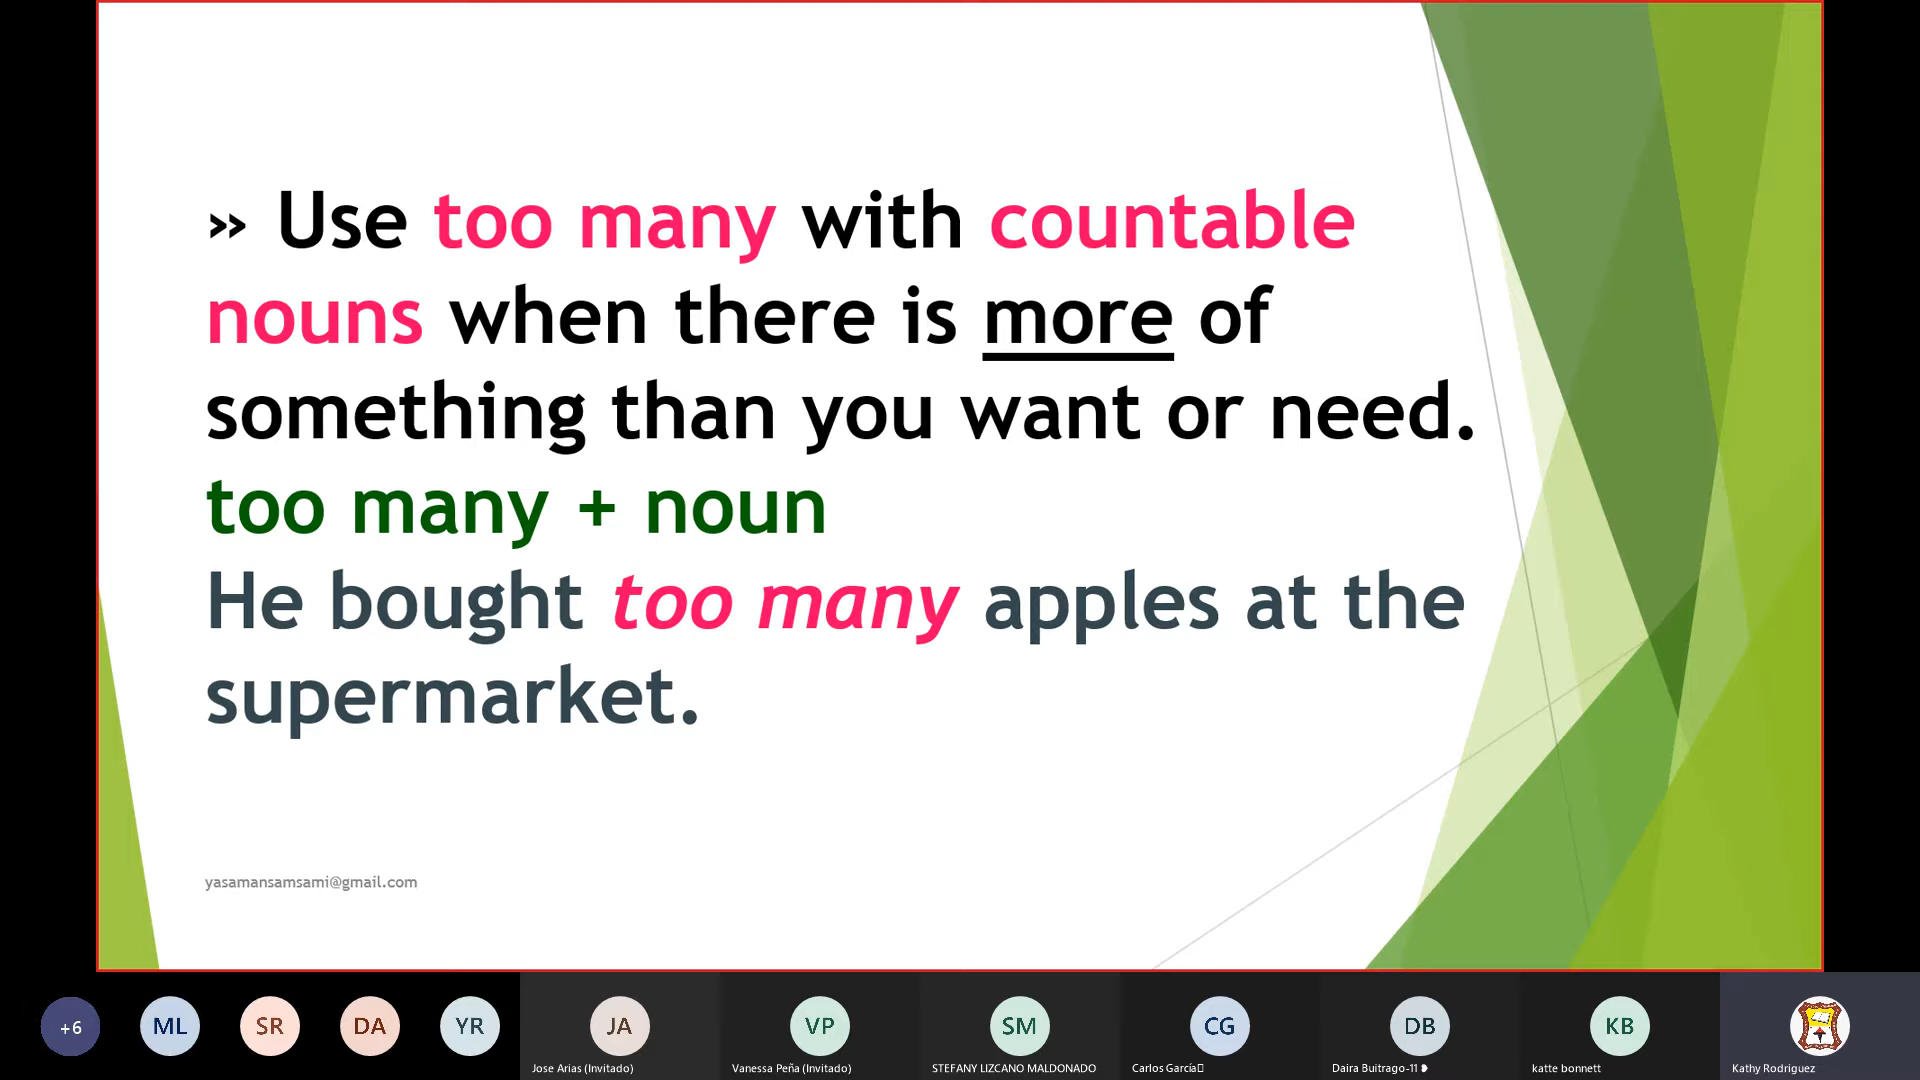 » Use too many with countable
nouns when there is more of
something than you want or need.
too many + noun
He bought too many apples at the
supermarket.
yasamansamsami@gmail.com
+6 ML SR DA YR JA VP SM CG DB KB
Jose Arias (Invitado) Vanessa Peña (Invitado) STEFANY LIZCANO MALDONADO Carlos García Daira Buitrago-11 katte bonnett Kathy Rodriguez